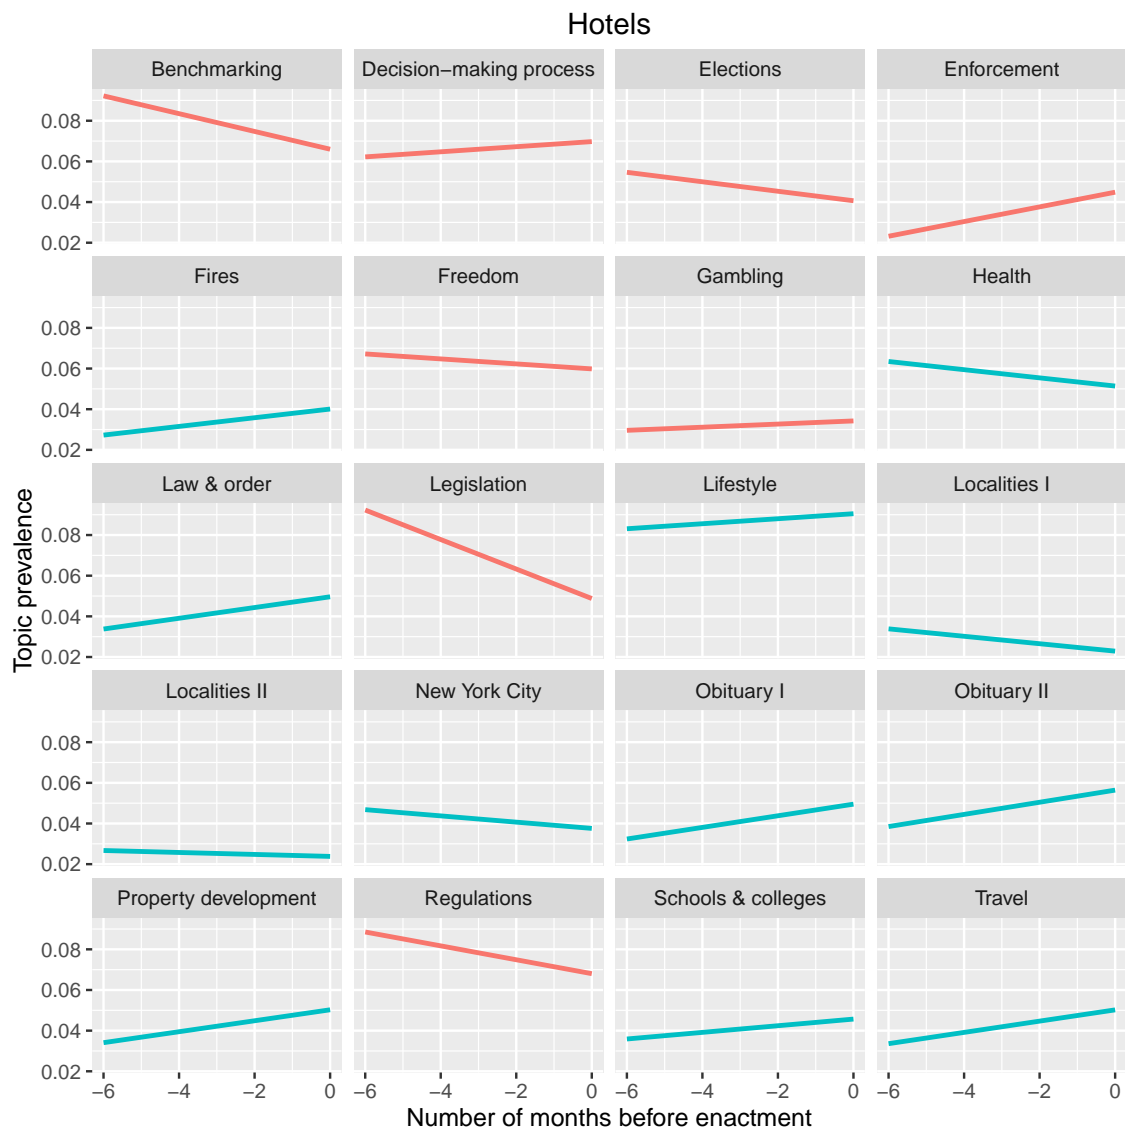 Hotels
Benchmarking Decision−making process Elections Enforcement
0.08
0.06
0.04
0.02
Fires Freedom Gambling Health
0.08
0.06
0.04
0.02
Law & order Legislation Lifestyle Localities I
0.08
0.06
0.04
0.02
Topic prevalence
Localities II New York City Obituary I Obituary II
0.08
0.06
0.04
0.02
Property development Regulations Schools & colleges Travel
0.08
0.06
0.04
0.02
−6 −4 −2 0 −6 −4 −2 0 −6 −4 −2 0 −6 −4 −2 0
Number of months before enactment